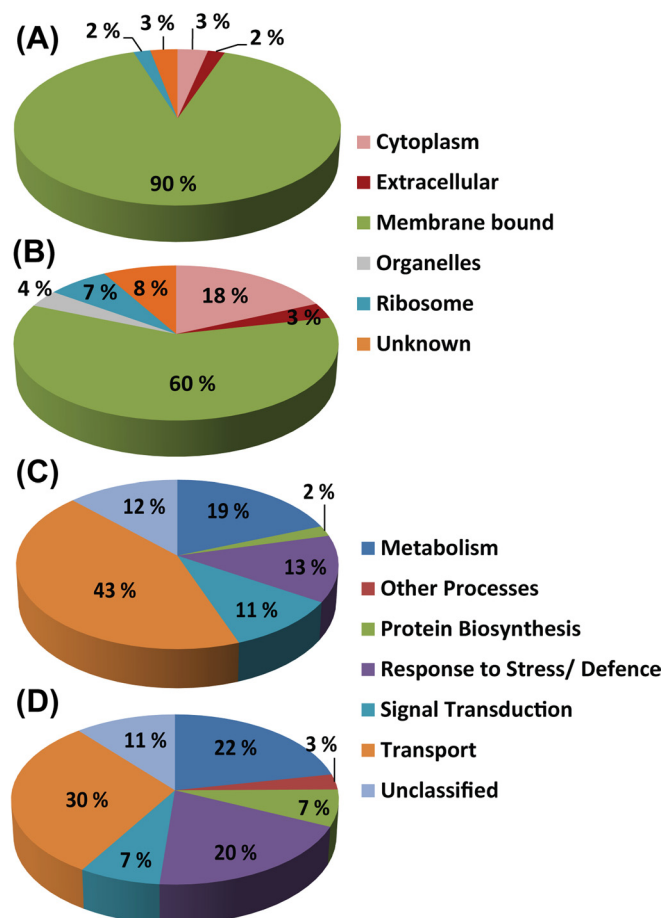 (A)
2 %
3 %
3 %
2 %
90 %
Cytoplasm
Extracellular
Membrane bound
Organelles
Ribosome
Unknown
(B)
4 %
7 %
8 %
18 %
3 %
60 %
(C)
12 %
19 %
2 %
13 %
11 %
43 %
Metabolism
Other Processes
Protein Biosynthesis
Response to Stress/ Defence
Signal Transduction
Transport
Unclassified
(D)
11 %
22 %
3 %
7 %
20 %
7 %
30 %